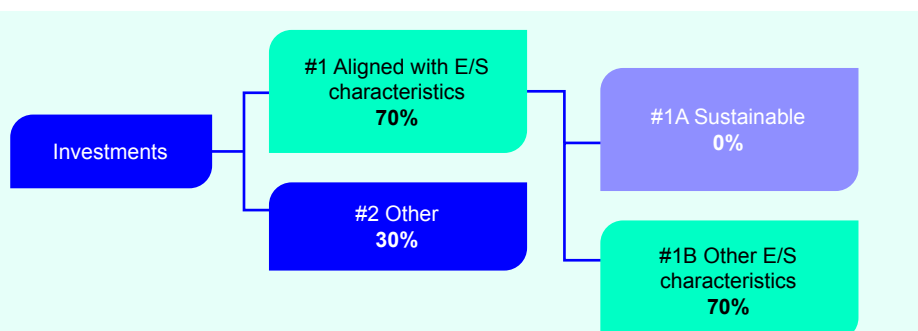 #1 Aligned with E/S
characteristics
70%
#1A Sustainable
0%
Investments
#2 Other
30%
#1B Other E/S
characteristics
70%